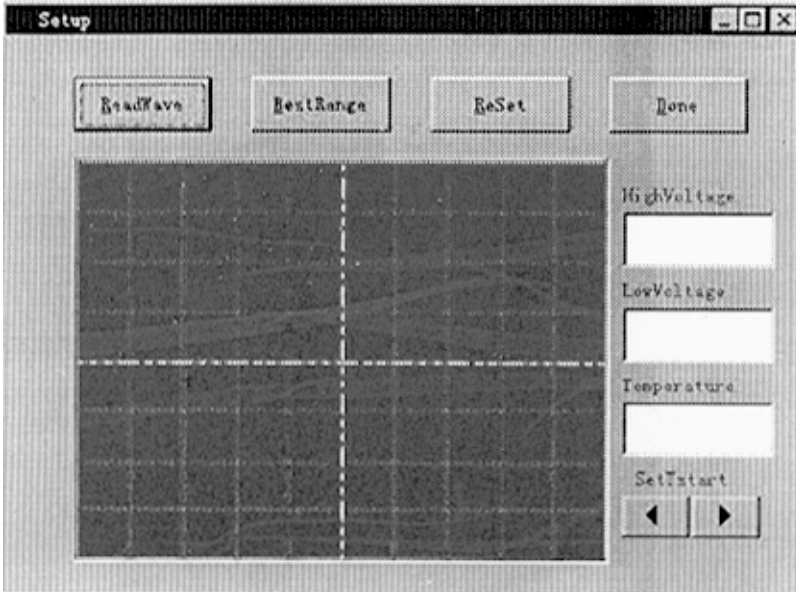 Setup
ReadWave BestRange ReSet Done
HighVoltage
LowVoltage
Temperature
SetTstart